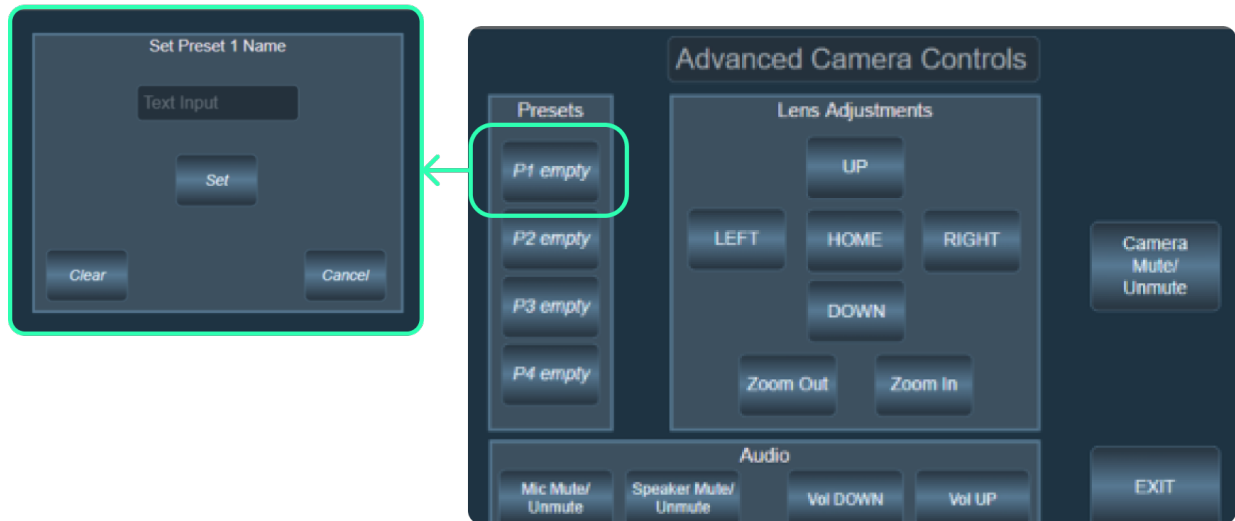 Set Preset 1 Name
Text Input
Set
Clear
Cancel
Advanced Camera Controls
Presets
P1 empty
P2 empty
P3 empty
P4 empty
Lens Adjustments
UP
LEFT
HOME
RIGHT
DOWN
Zoom Out
Zoom In
Camera
Mute/
Unmute
Audio
Mic Mute/
Unmute
Speaker Mute/
Unmute
Vol DOWN
Vol UP
EXIT